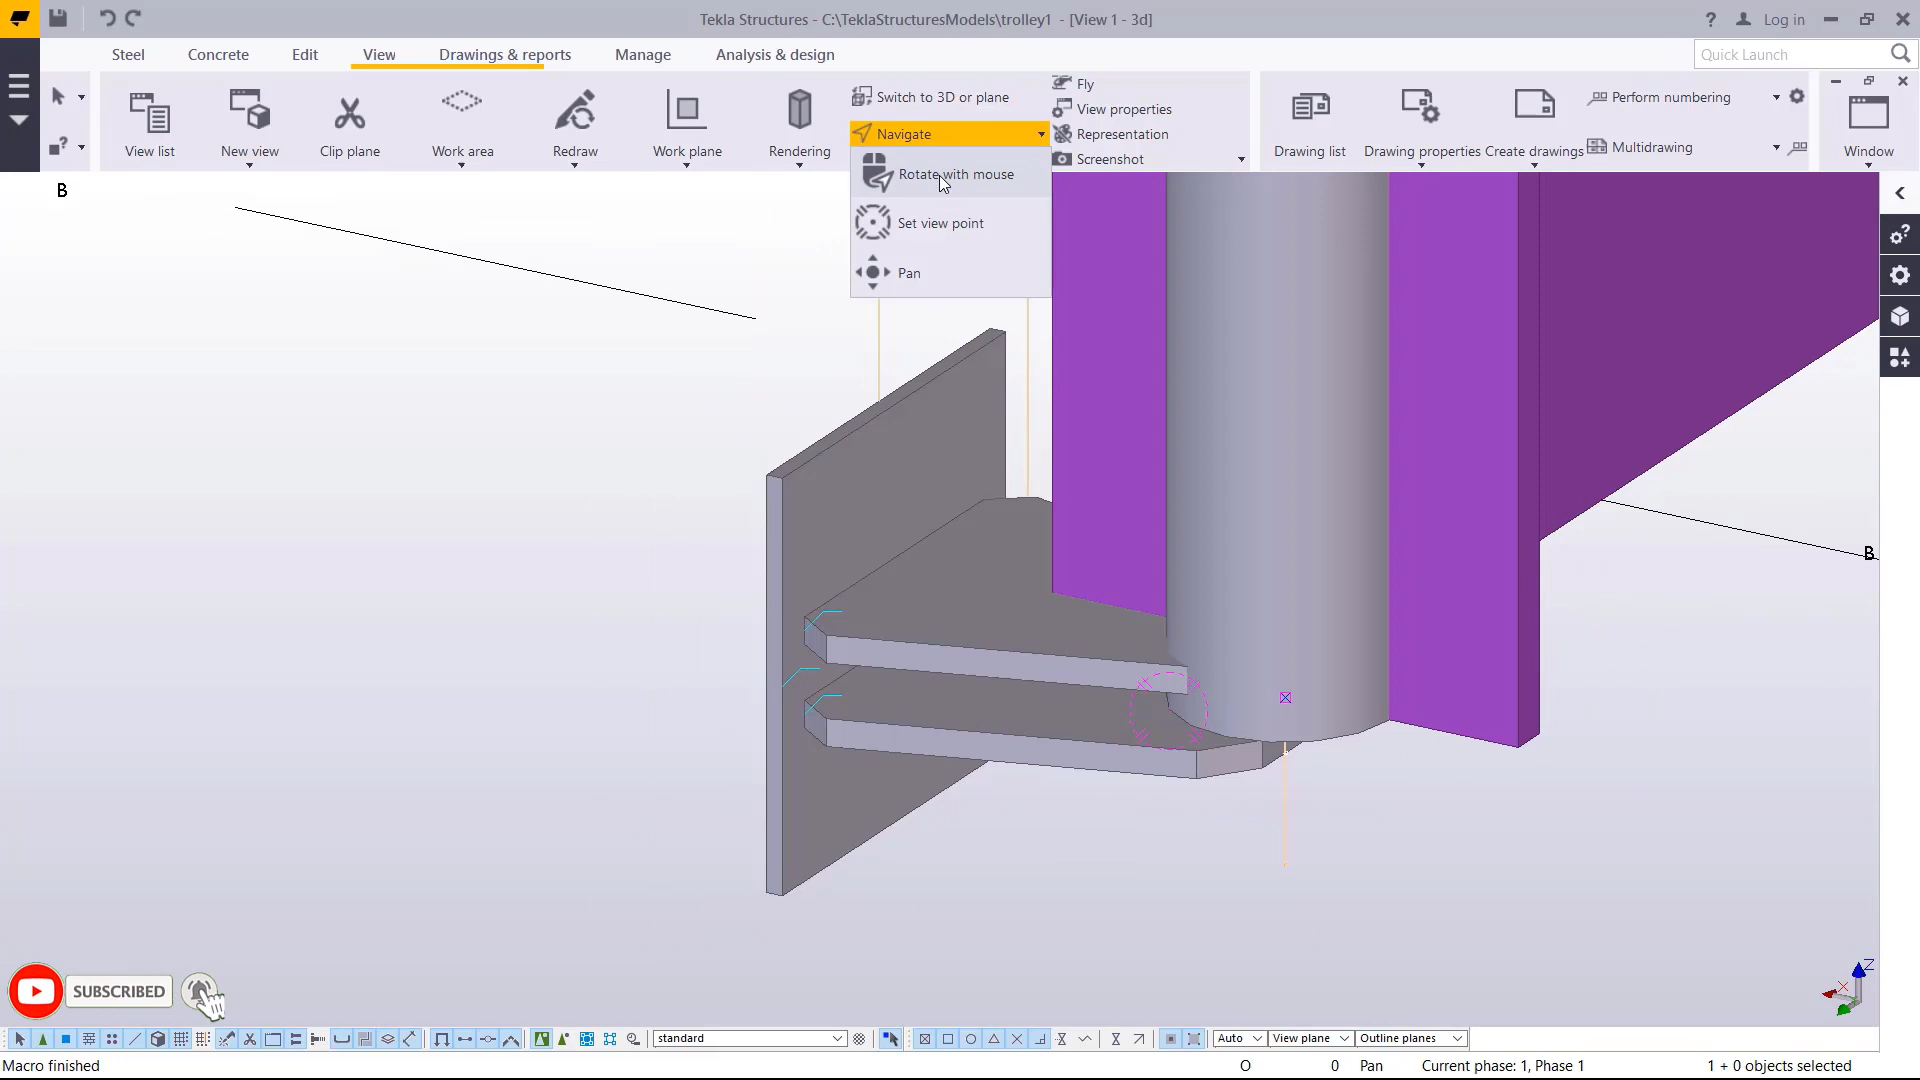 Tekla Structures - C:\TeklaStructuresModels\trolley1 - [View 1 - 3d]
? Log in
Steel Concrete Edit View Drawings & reports Manage Analysis & design
Quick Launch
View list
New view
Clip plane
Work area
Redraw
Work plane
Rendering
Switch to 3D or plane
Navigate
Rotate with mouse
Set view point
Pan
Fly
View properties
Representation
Screenshot
Drawing list
Drawing properties
Create drawings
Perform numbering
Multidrawing
Window
B
B
Z
X
SUBSCRIBED
standard
Auto
View plane
Outline planes
Macro finished
O 0 Pan Current phase: 1, Phase 1 1 + 0 objects selected